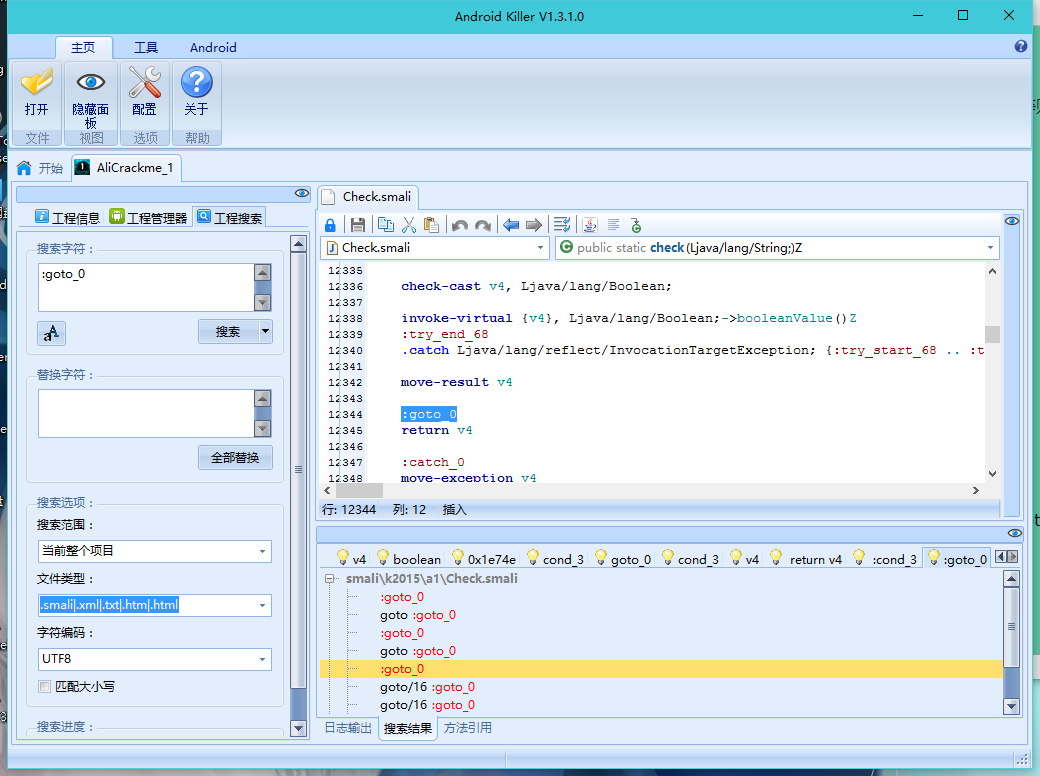 Android Killer V1.3.1.0
主页 工具 Android
打开 隐藏面板 配置 关于
文件 视图 选项 帮助
开始 AliCrackme_1
工程信息 工程管理器 工程搜索
搜索字符：
:goto_0
搜索
替换字符：
全部替换
搜索选项：
搜索范围：
当前整个项目
文件类型：
.smali|.xml|.txt|.htm|.html
字符编码：
UTF8
匹配大小写
搜索进度：
Check.smali
Check.smali public static check(Ljava/lang/String;)Z
12335
12336 check-cast v4, Ljava/lang/Boolean;
12337
12338 invoke-virtual {v4}, Ljava/lang/Boolean;->booleanValue()Z
12339 :try_end_68
12340 .catch Ljava/lang/reflect/InvocationTargetException; {:try_start_68 .. :t
12341
12342 move-result v4
12343
12344 :goto_0
12345 return v4
12346
12347 :catch_0
12348 move-exception v4
行: 12344 列: 12 插入
v4 boolean 0x1e74e cond_3 goto_0 cond_3 v4 return v4 :cond_3 :goto_0
smali\k2015\a1\Check.smali
:goto_0
goto :goto_0
:goto_0
goto :goto_0
:goto_0
goto/16 :goto_0
goto/16 :goto_0
日志输出 搜索结果 方法引用